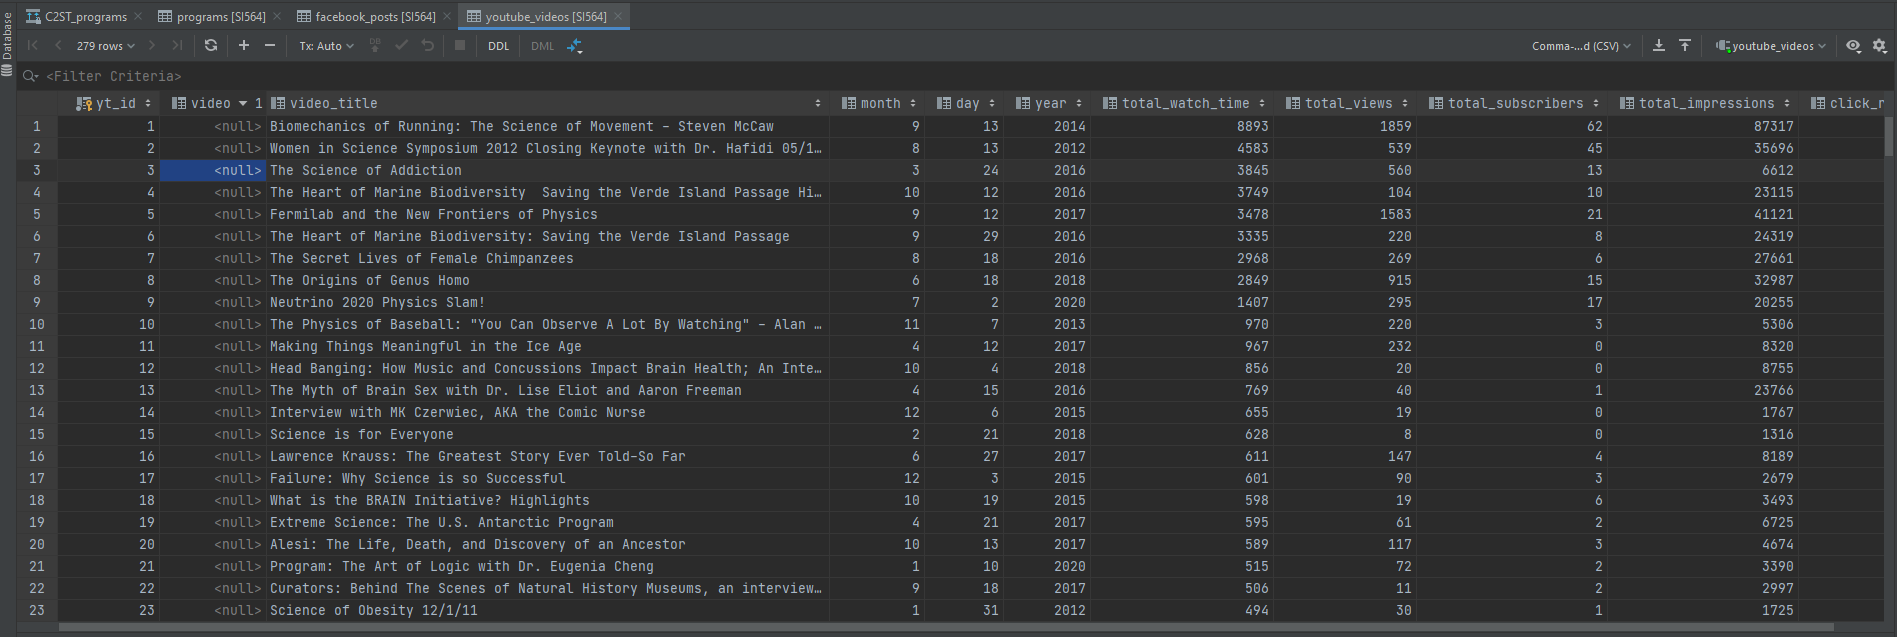 Database
C2ST_programs programs [SI564] facebook_posts [SI564] youtube_videos [SI564]
279 rows Tx: Auto DB DDL DML Comma-...d (CSV) youtube_videos
<Filter Criteria>
yt_id video 1 video_title month day year total_watch_time total_views total_subscribers total_impressions click_r
1 1 <null> Biomechanics of Running: The Science of Movement – Steven McCaw 9 13 2014 8893 1859 62 87317
2 2 <null> Women in Science Symposium 2012 Closing Keynote with Dr. Hafidi 05/1… 8 13 2012 4583 539 45 35696
3 3 <null> The Science of Addiction 3 24 2016 3845 560 13 6612
4 4 <null> The Heart of Marine Biodiversity  Saving the Verde Island Passage Hi… 10 12 2016 3749 104 10 23115
5 5 <null> Fermilab and the New Frontiers of Physics 9 12 2017 3478 1583 21 41121
6 6 <null> The Heart of Marine Biodiversity: Saving the Verde Island Passage 9 29 2016 3335 220 8 24319
7 7 <null> The Secret Lives of Female Chimpanzees 8 18 2016 2968 269 6 27661
8 8 <null> The Origins of Genus Homo 6 18 2018 2849 915 15 32987
9 9 <null> Neutrino 2020 Physics Slam! 7 2 2020 1407 295 17 20255
10 10 <null> The Physics of Baseball: "You Can Observe A Lot By Watching" – Alan … 11 7 2013 970 220 3 5306
11 11 <null> Making Things Meaningful in the Ice Age 4 12 2017 967 232 0 8320
12 12 <null> Head Banging: How Music and Concussions Impact Brain Health; An Inte… 10 4 2018 856 20 0 8755
13 13 <null> The Myth of Brain Sex with Dr. Lise Eliot and Aaron Freeman 4 15 2016 769 40 1 23766
14 14 <null> Interview with MK Czerwiec, AKA the Comic Nurse 12 6 2015 655 19 0 1767
15 15 <null> Science is for Everyone 2 21 2018 628 8 0 1316
16 16 <null> Lawrence Krauss: The Greatest Story Ever Told-So Far 6 27 2017 611 147 4 8189
17 17 <null> Failure: Why Science is so Successful 12 3 2015 601 90 3 2679
18 18 <null> What is the BRAIN Initiative? Highlights 10 19 2015 598 19 6 3493
19 19 <null> Extreme Science: The U.S. Antarctic Program 4 21 2017 595 61 2 6725
20 20 <null> Alesi: The Life, Death, and Discovery of an Ancestor 10 13 2017 589 117 3 4674
21 21 <null> Program: The Art of Logic with Dr. Eugenia Cheng 1 10 2020 515 72 2 3390
22 22 <null> Curators: Behind The Scenes of Natural History Museums, an interview… 9 18 2017 506 11 2 2997
23 23 <null> Science of Obesity 12/1/11 1 31 2012 494 30 1 1725